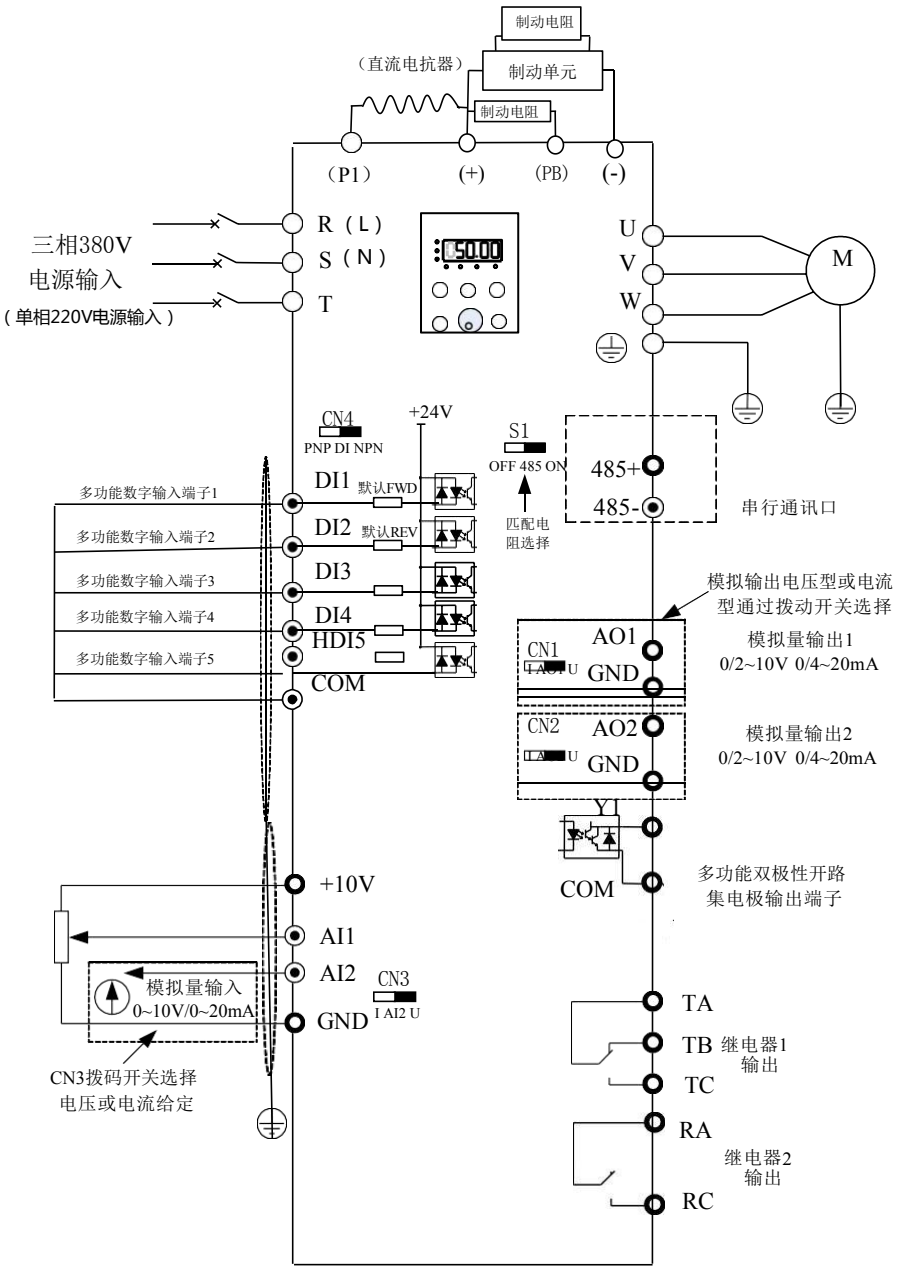 制动电阻
（直流电抗器）
制动单元
制动电阻
（P1）
(+)
(PB)
(-)
三相380V
电源输入
（单相220V电源输入）
R（L）
S（N）
T
50.00
U
V
W
M
CN4
PNP DI NPN
+24V
S1
OFF 485 ON
匹配电
阻选择
485+
485-
串行通讯口
多功能数字输入端子1
DI1
默认FWD
多功能数字输入端子2
DI2
默认REV
多功能数字输入端子3
DI3
多功能数字输入端子4
DI4
HDI5
多功能数字输入端子5
COM
模拟输出电压型或电流
型通过拨动开关选择
CN1
I AO1 U
AO1
GND
模拟量输出1
0/2~10V 0/4~20mA
CN2
U
AO2
GND
模拟量输出2
0/2~10V 0/4~20mA
Y1
COM
多功能双极性开路
集电极输出端子
+10V
AI1
AI2
CN3
I AI2 U
GND
模拟量输入
0~10V/0~20mA
CN3拨码开关选择
电压或电流给定
TA
TB
TC
继电器1
输出
RA
RC
继电器2
输出